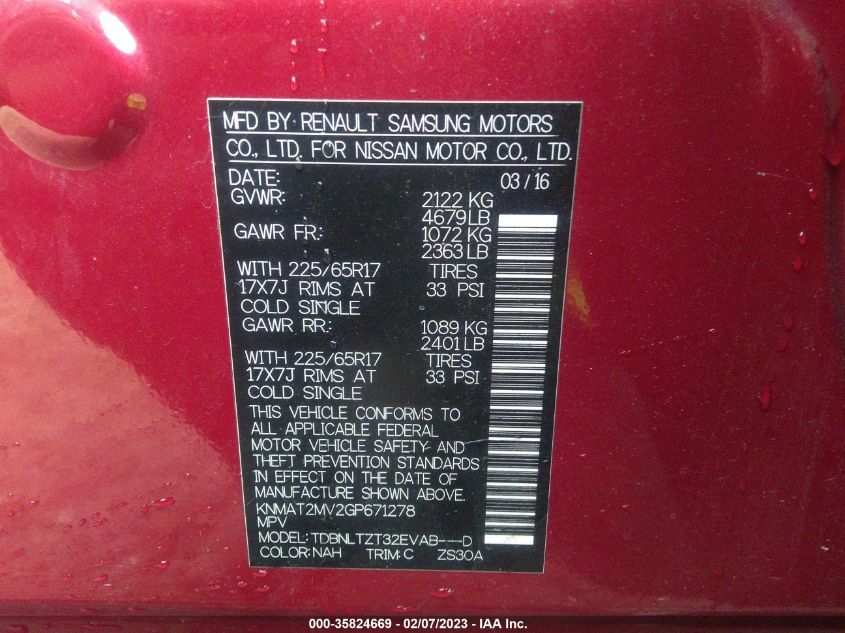 MFD BY: RENAULT SAMSUNG MOTORS
CO., LTD. FOR NISSAN MOTOR CO., LTD.
DATE: 03/16
GVWR: 2122 KG
4679LB
GAWR FR.: 1072 KG
2363LB
WITH 225/65R17 TIRES
17X7J RIMS AT 33 PSI
COLD SINGLE
GAWR RR.: 1089 KG
2401LB
WITH 225/65R17 TIRES
17X7J RIMS AT 33 PSI
COLD SINGLE
THIS VEHICLE CONFORMS TO
ALL APPLICABLE FEDERAL
MOTOR VEHICLE SAFETY AND
THEFT PREVENTION STANDARDS
IN EFFECT ON THE DATE OF
MANUFACTURE SHOWN ABOVE.
KNMAT2MV2GP671278
MPV
MODEL: TDBNLTZT32EVAB---D
COLOR:NAH TRIM:C ZS30A
000-35824669 — 02/07/2023 — IAA Inc.